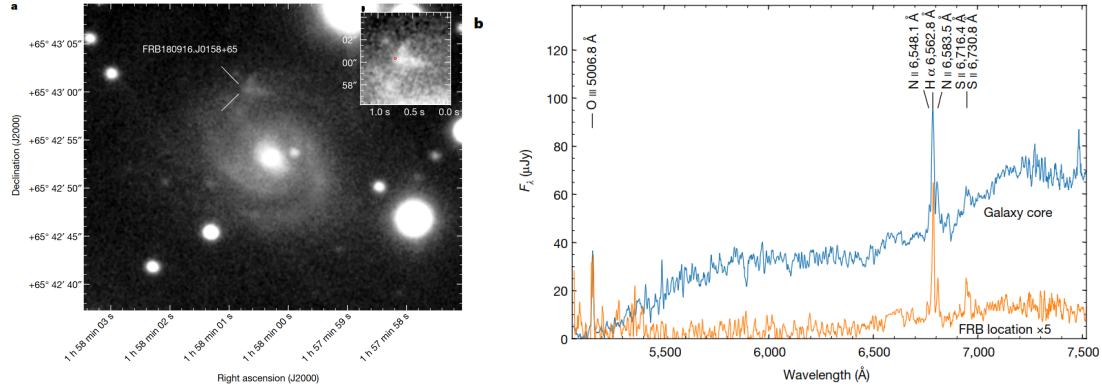 a
FRB180916.J0158+65
+65° 43′ 05″
+65° 43′ 00″
+65° 42′ 55″
+65° 42′ 50″
+65° 42′ 45″
+65° 42′ 40″
Declination (J2000)
02″
00″
58″
1.0 s 0.5 s 0.0 s
1 h 58 min 03 s
1 h 58 min 02 s
1 h 58 min 01 s
1 h 58 min 00 s
1 h 57 min 59 s
1 h 57 min 58 s
Right ascension (J2000)
b
120
100
80
60
40
20
0
Fλ (μJy)
O III 5006.8 Å
N II 6,548.1 Å
H α 6,562.8 Å
N II 6,583.5 Å
S II 6,716.4 Å
S II 6,730.8 Å
Galaxy core
FRB location ×5
5,500 6,000 6,500 7,000 7,500
Wavelength (Å)